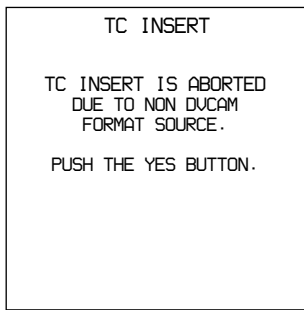 TC INSERT
TC INSERT IS ABORTED
DUE TO NON DVCAM
FORMAT SOURCE.
PUSH THE YES BUTTON.